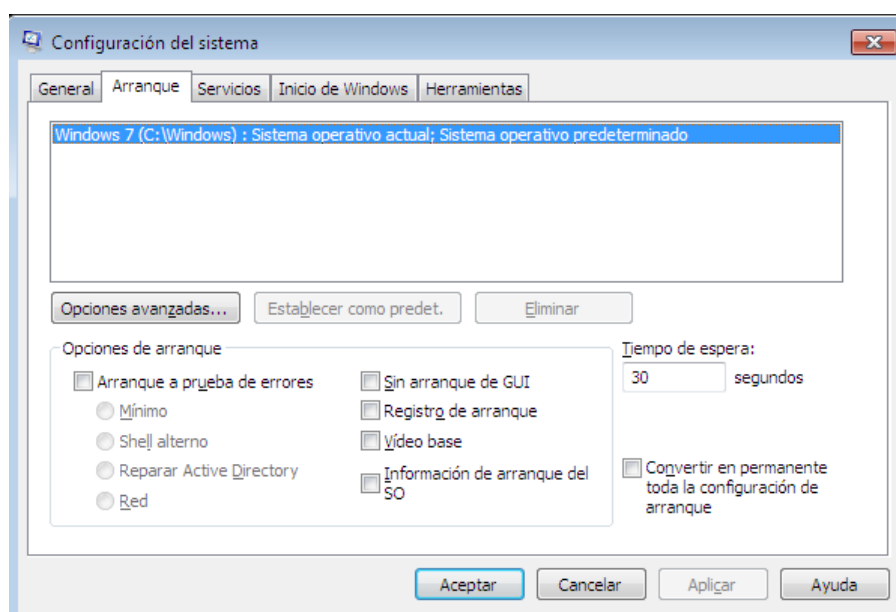 Configuración del sistema
General Arranque Servicios Inicio de Windows Herramientas
Windows 7 (C:\Windows) : Sistema operativo actual; Sistema operativo predeterminado
Opciones avanzadas... Establecer como predet. Eliminar
Opciones de arranque
Arranque a prueba de errores
Mínimo
Shell alterno
Reparar Active Directory
Red
Sin arranque de GUI
Registro de arranque
Vídeo base
Información de arranque del
SO
Tiempo de espera:
30 segundos
Convertir en permanente
toda la configuración de
arranque
Aceptar Cancelar Aplicar Ayuda